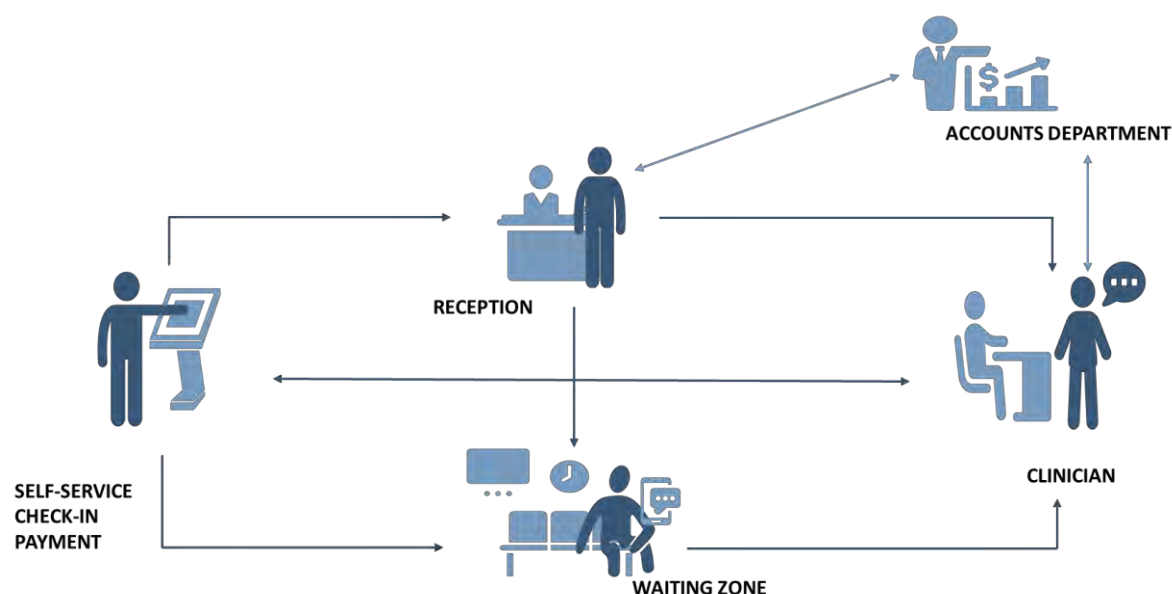 $
ACCOUNTS DEPARTMENT
RECEPTION
SELF-SERVICE
CHECK-IN
PAYMENT
CLINICIAN
WAITING ZONE